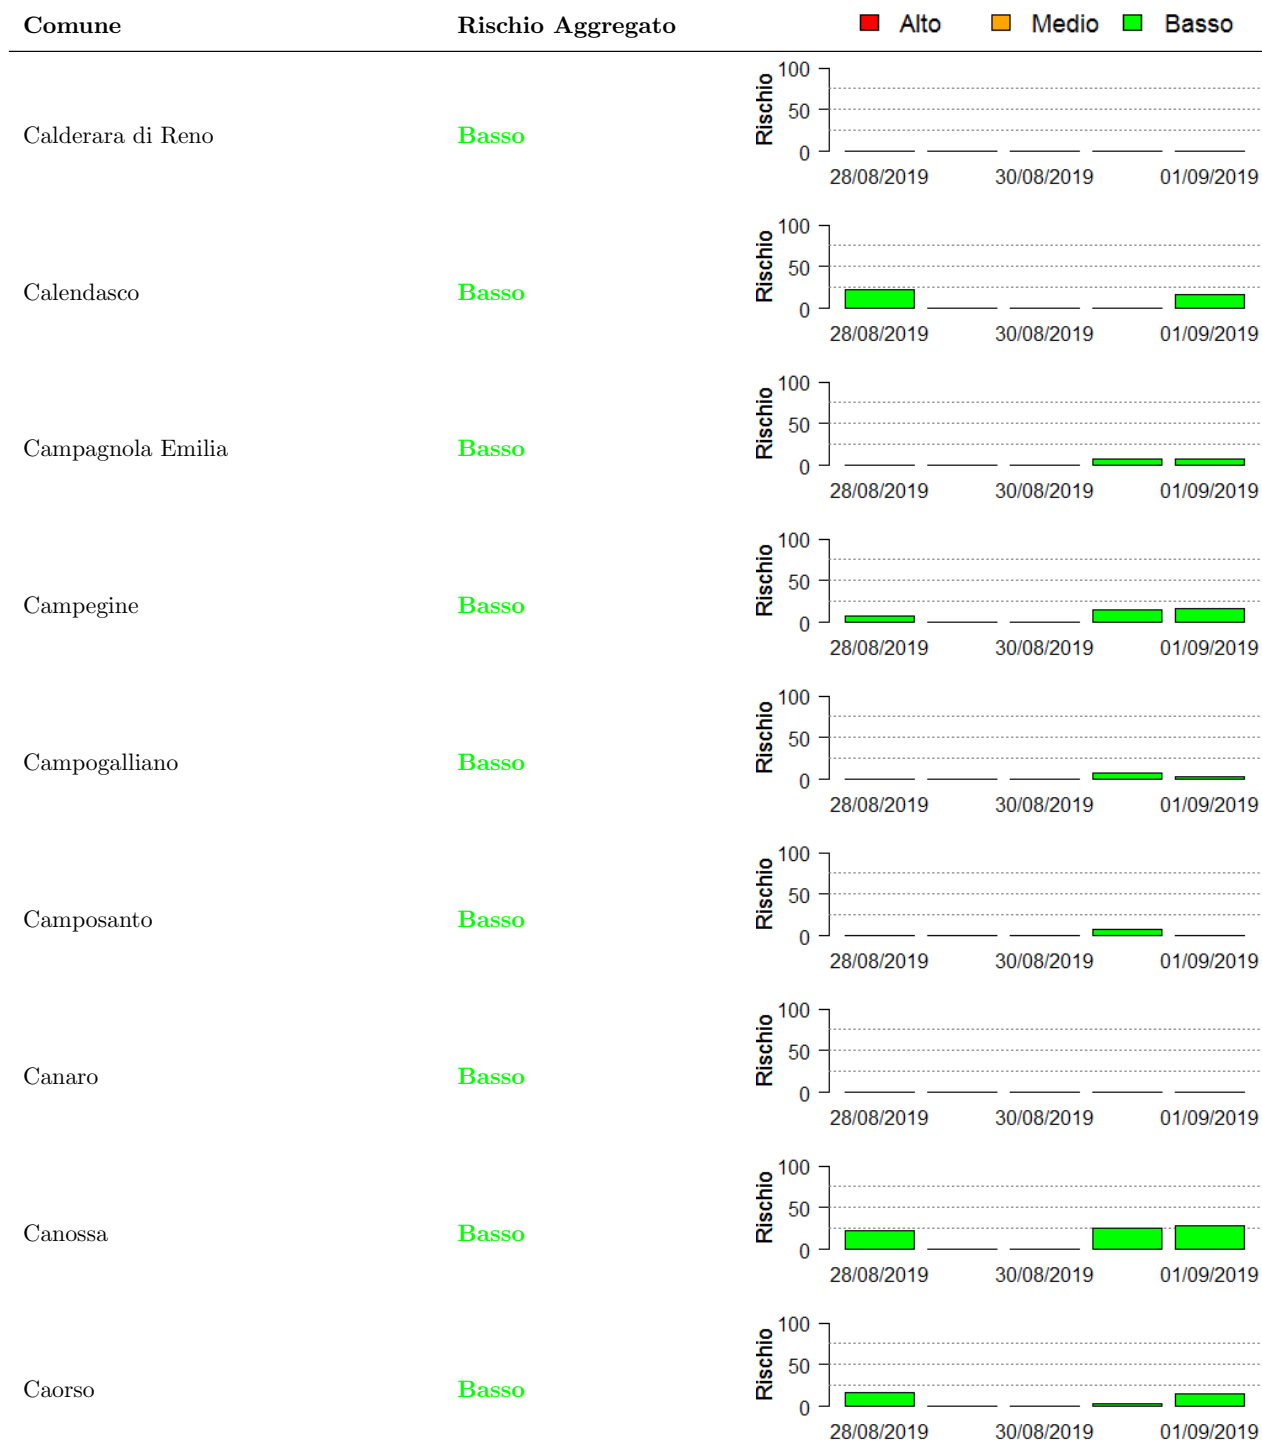 Comune Rischio Aggregato Alto Medio Basso
100
50
0
Rischio
Calderara di Reno Basso
28/08/2019 30/08/2019 01/09/2019
100
50
0
Rischio
Calendasco Basso
28/08/2019 30/08/2019 01/09/2019
100
50
0
Rischio
Campagnola Emilia Basso
28/08/2019 30/08/2019 01/09/2019
100
50
0
Rischio
Campegine Basso
28/08/2019 30/08/2019 01/09/2019
100
50
0
Rischio
Campogalliano Basso
28/08/2019 30/08/2019 01/09/2019
100
50
0
Rischio
Camposanto Basso
28/08/2019 30/08/2019 01/09/2019
100
50
0
Rischio
Canaro Basso
28/08/2019 30/08/2019 01/09/2019
100
50
0
Rischio
Canossa Basso
28/08/2019 30/08/2019 01/09/2019
100
50
0
Rischio
Caorso Basso
28/08/2019 30/08/2019 01/09/2019